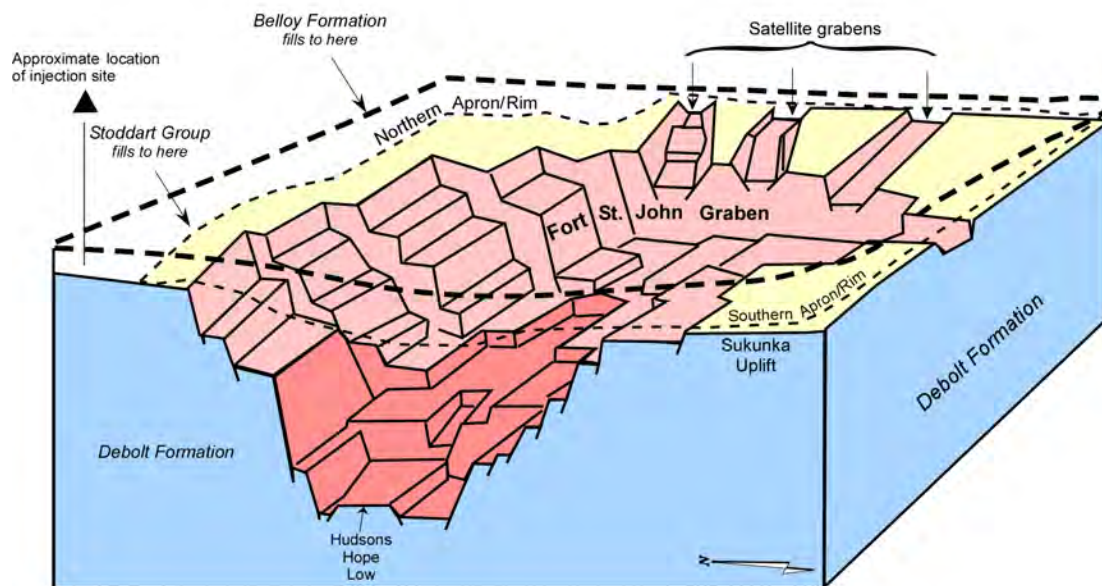 Belloy Formation
fills to here
Satellite grabens
Approximate location
of injection site
Stoddart Group
fills to here
Northern Apron/Rim
Fort St. John Graben
Southern Apron/Rim
Sukunka
Uplift
Debolt Formation
Debolt Formation
Hudsons
Hope
Low
N